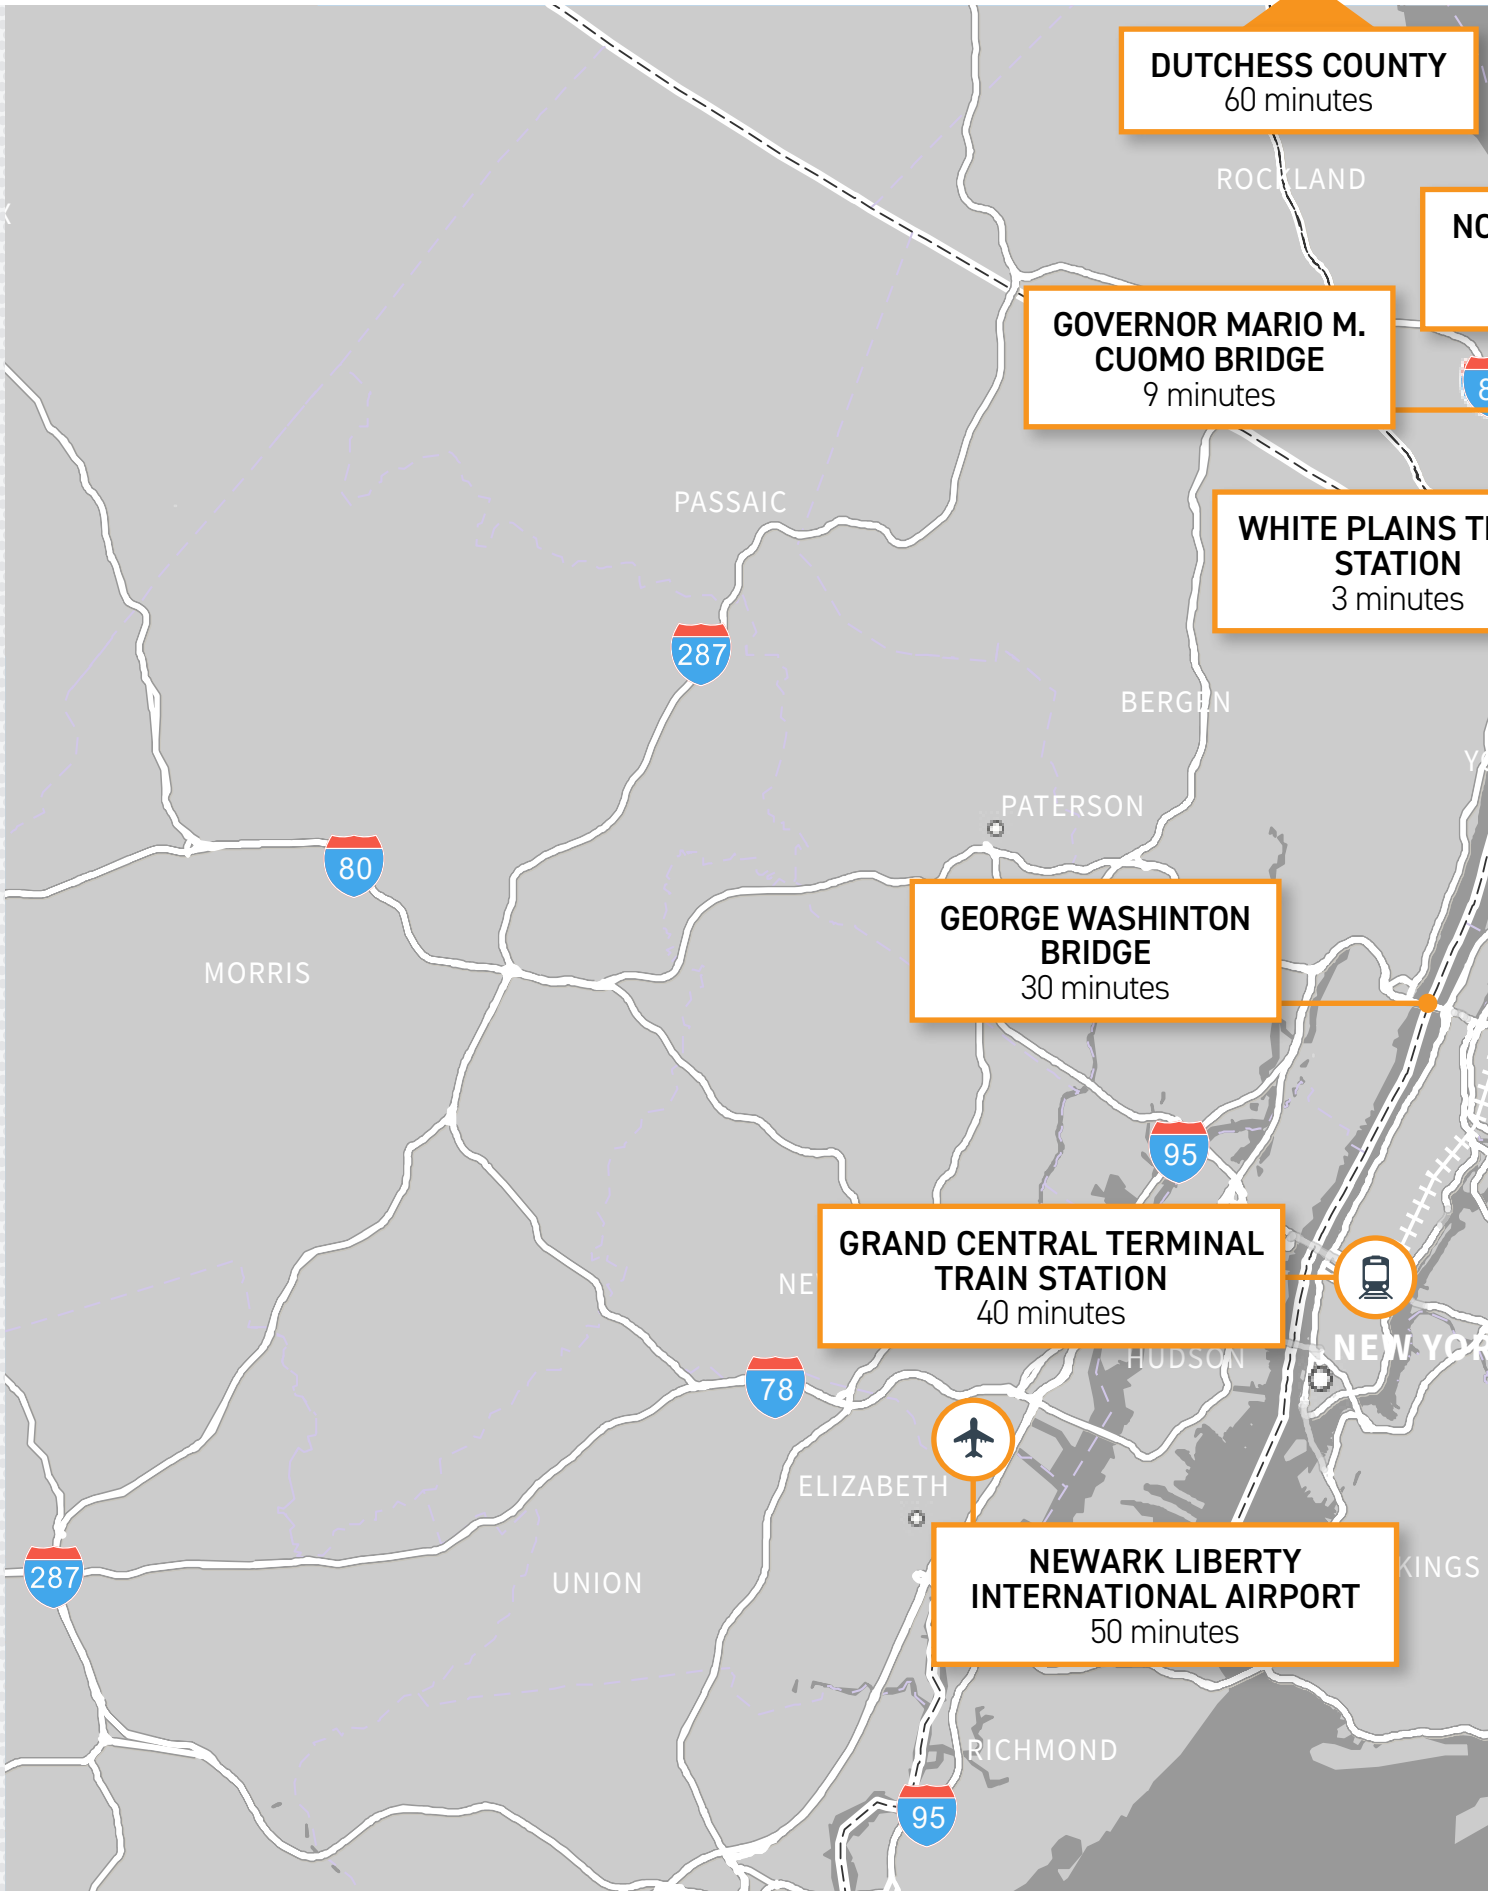 DUTCHESS COUNTY
60 minutes
ROCKLAND
GOVERNOR MARIO M.
CUOMO BRIDGE
9 minutes
WHITE PLAINS
STATION
3 minutes
PASSAIC
287
BERGEN
PATERSON
80
GEORGE WASHINTON
BRIDGE
30 minutes
MORRIS
95
GRAND CENTRAL TERMINAL
TRAIN STATION
40 minutes
HUDSON
NEW
78
ELIZABETH
NEWARK LIBERTY
INTERNATIONAL AIRPORT
50 minutes
KINGS
287
UNION
RICHMOND
95